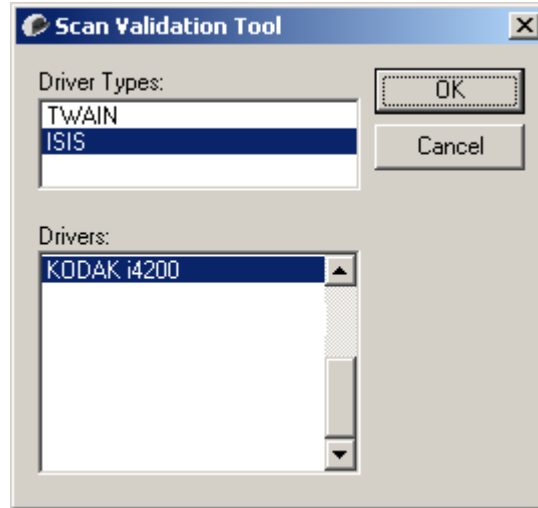 Scan Validation Tool
Driver Types:
TWAIN
ISIS
OK
Cancel
Drivers:
KODAK i4200